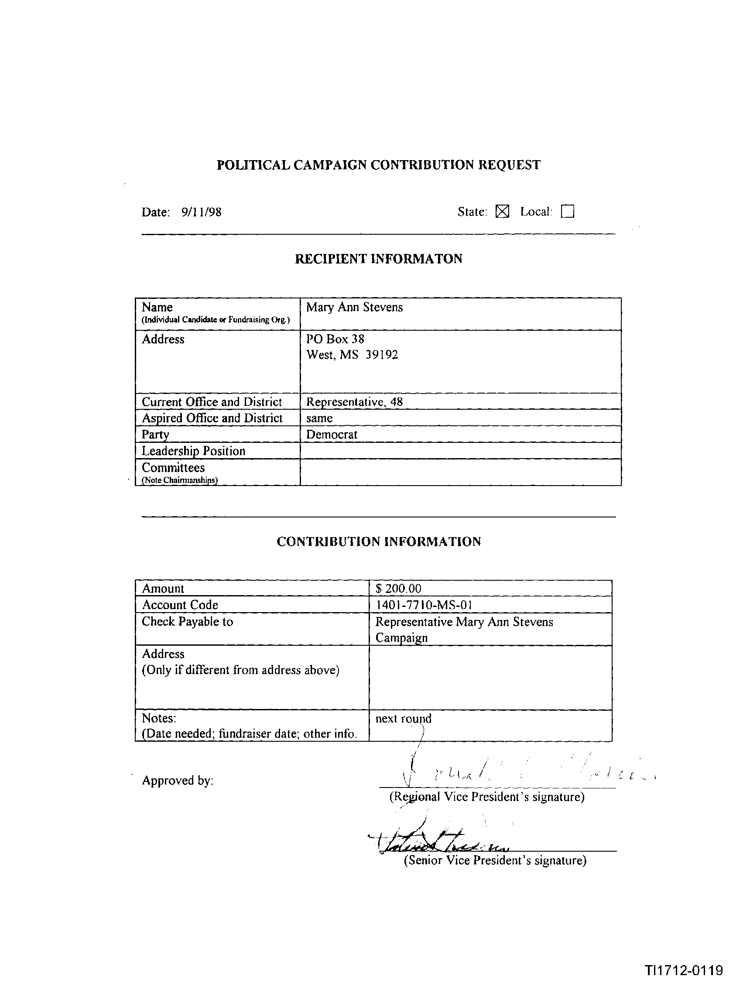 POLITICAL CAMPAIGN CONTRIBUTION REQUEST
Date: 9/11/98 State: ☒ Local: ☐
RECIPIENT INFORMATON
Name Mary Ann Stevens
(Individual Candidate or Fundraising Org.)
Address PO Box 38
West, MS 39192
Current Office and District Representative, 48
Aspired Office and District same
Party Democrat
Leadership Position
Committees
(Note Chairmanships)
CONTRIBUTION INFORMATION
Amount $ 200.00
Account Code 1401-7710-MS-01
Check Payable to Representative Mary Ann Stevens
Campaign
Address
(Only if different from address above)
Notes: next round
(Date needed; fundraiser date; other info.
Approved by:
(Regional Vice President's signature)
(Senior Vice President's signature)
TI1712-0119